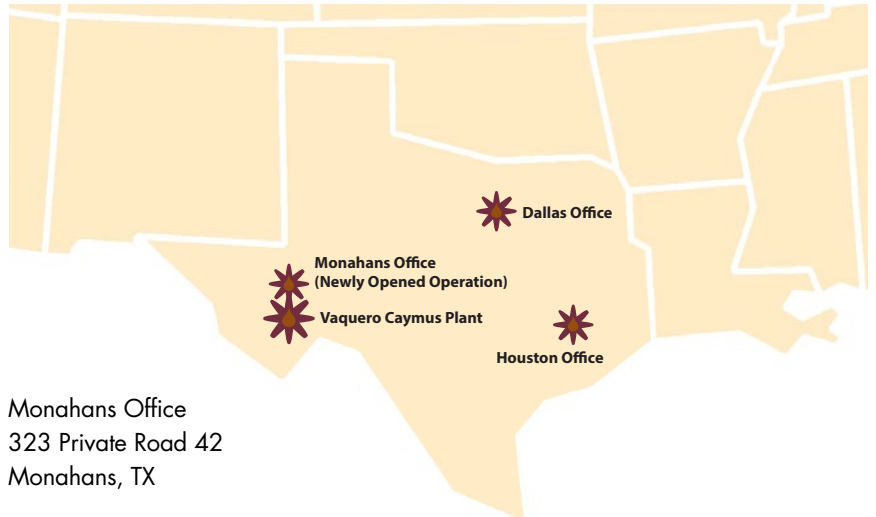 Dallas Office
Monahans Office
(Newly Opened Operation)
Vaquero Caymus Plant
Houston Office
Monahans Office
323 Private Road 42
Monahans, TX